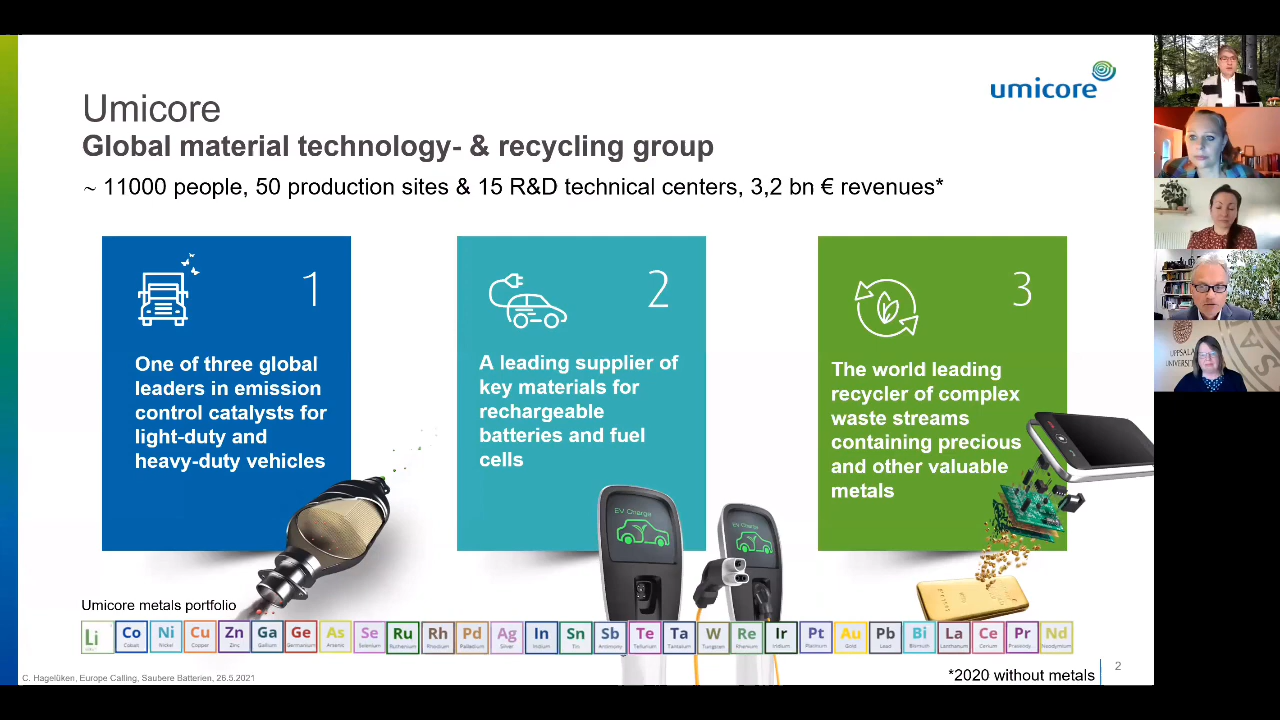 umicore
Umicore
Global material technology- & recycling group
~ 11000 people, 50 production sites & 15 R&D technical centers, 3,2 bn € revenues*
1
One of three global
leaders in emission
control catalysts for
light-duty and
heavy-duty vehicles
2
A leading supplier of
key materials for
rechargeable
batteries and fuel
cells
3
The world leading
recycler of complex
waste streams
containing precious
and other valuable
metals
EV Charge
EV Charge
UPPSALA
UNIVERSITET
Umicore metals portfolio
Li Co Ni Cu Zn Ga Ge As Se Ru Rh Pd Ag In Sn Sb Te Ta W Re Ir Pt Au Pb Bi La Ce Pr Nd
C. Hagelüken, Europe Calling, Saubere Batterien, 26.5.2021
*2020 without metals
2